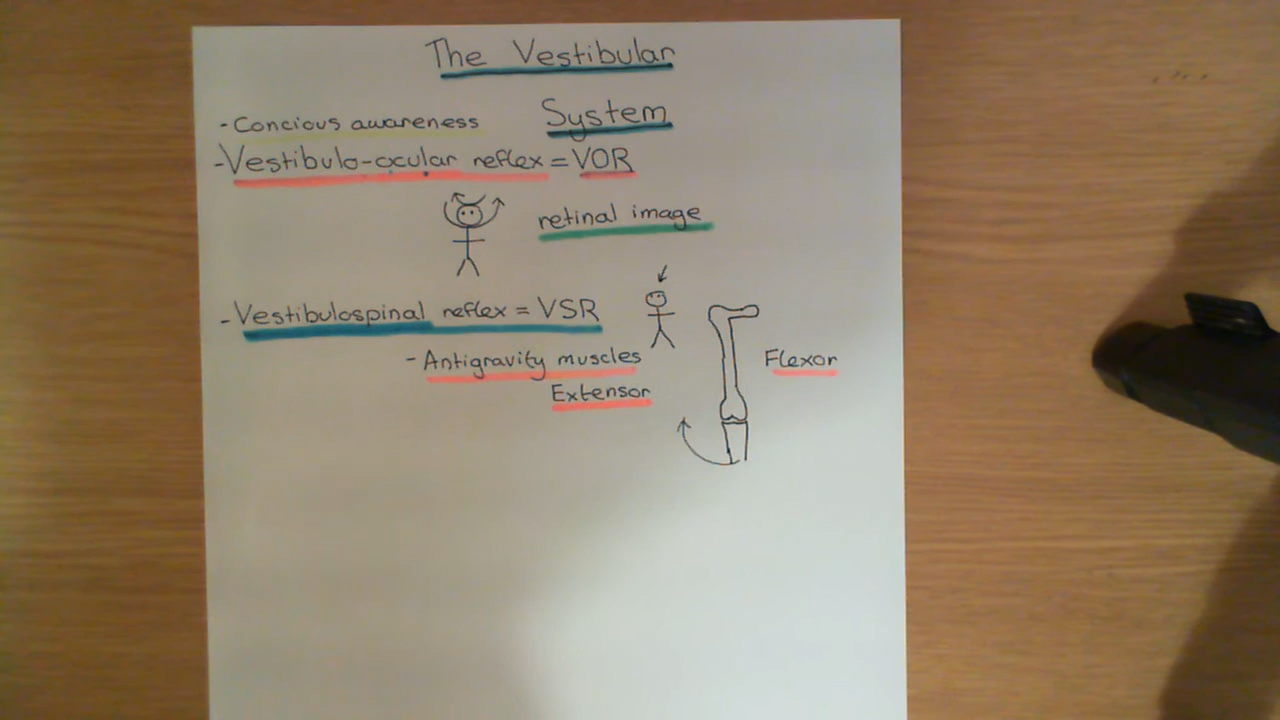 The Vestibular
System
- Concious awareness
- Vestibulo-ocular reflex = VOR
retinal image
- Vestibulospinal reflex = VSR
- Antigravity muscles
Extensor
Flexor